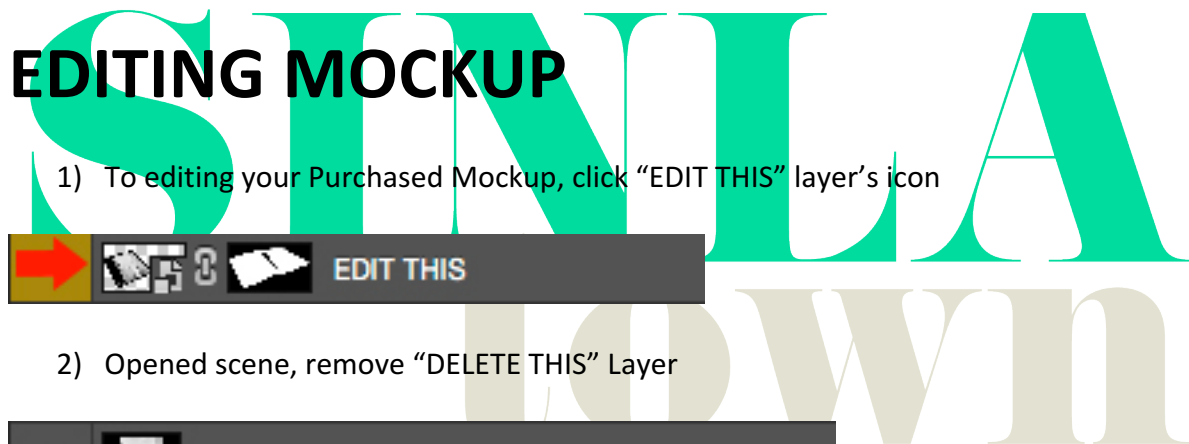 SINLA
EDITING MOCKUP
1) To editing your Purchased Mockup, click “EDIT THIS” layer’s icon
EDIT THIS
town
2) Opened scene, remove “DELETE THIS” Layer